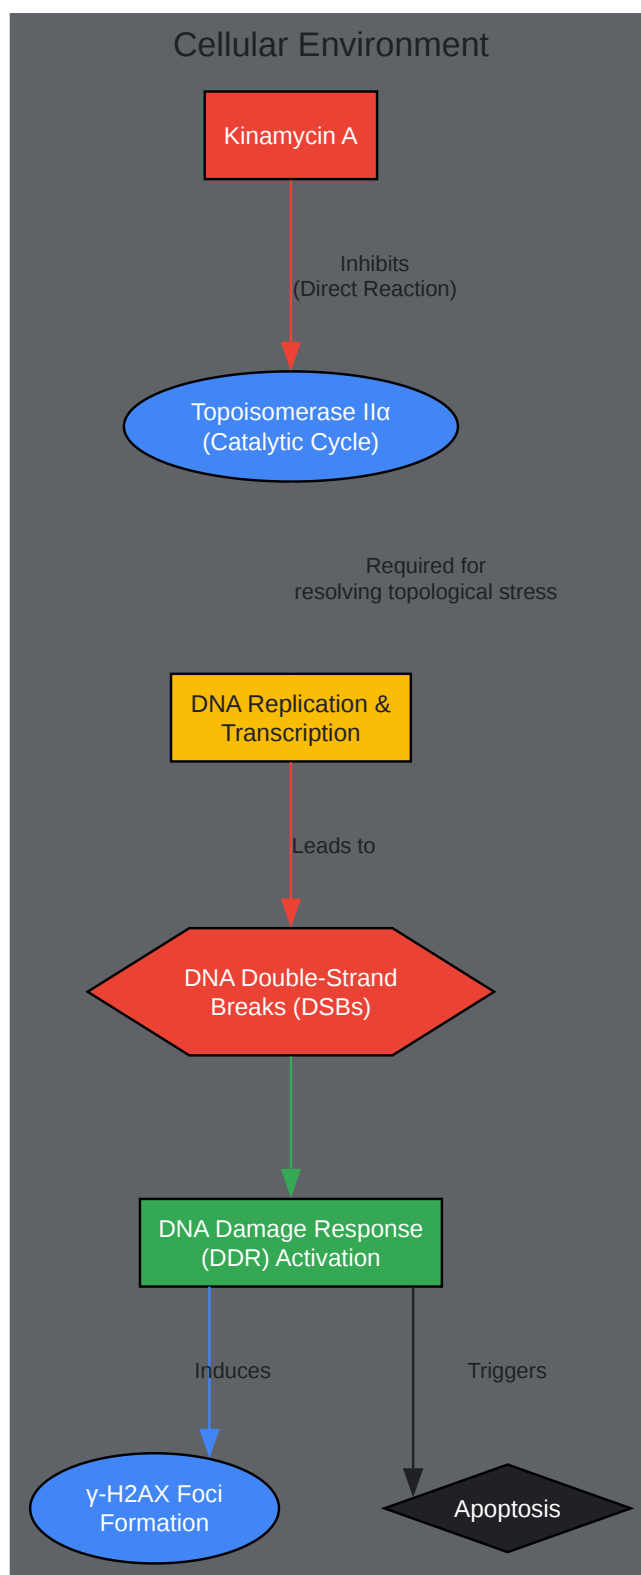 Cellular Environment
Kinamycin A
Inhibits
(Direct Reaction)
Topoisomerase IIα
(Catalytic Cycle)
Required for
resolving topological stress
DNA Replication &
Transcription
Leads to
DNA Double-Strand
Breaks (DSBs)
DNA Damage Response
(DDR) Activation
Induces
Triggers
γ-H2AX Foci
Formation
Apoptosis